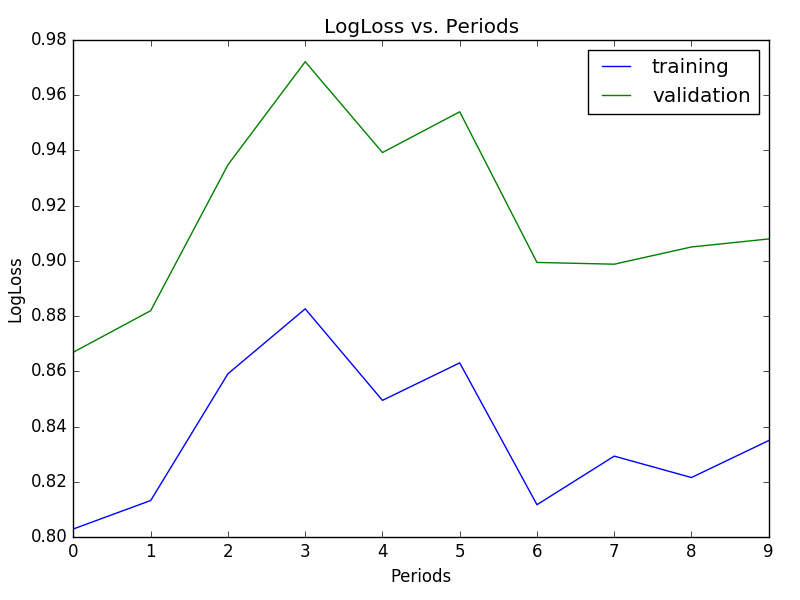 LogLoss vs. Periods
training
validation
LogLoss
0.98
0.96
0.94
0.92
0.90
0.88
0.86
0.84
0.82
0.80
0 1 2 3 4 5 6 7 8 9
Periods